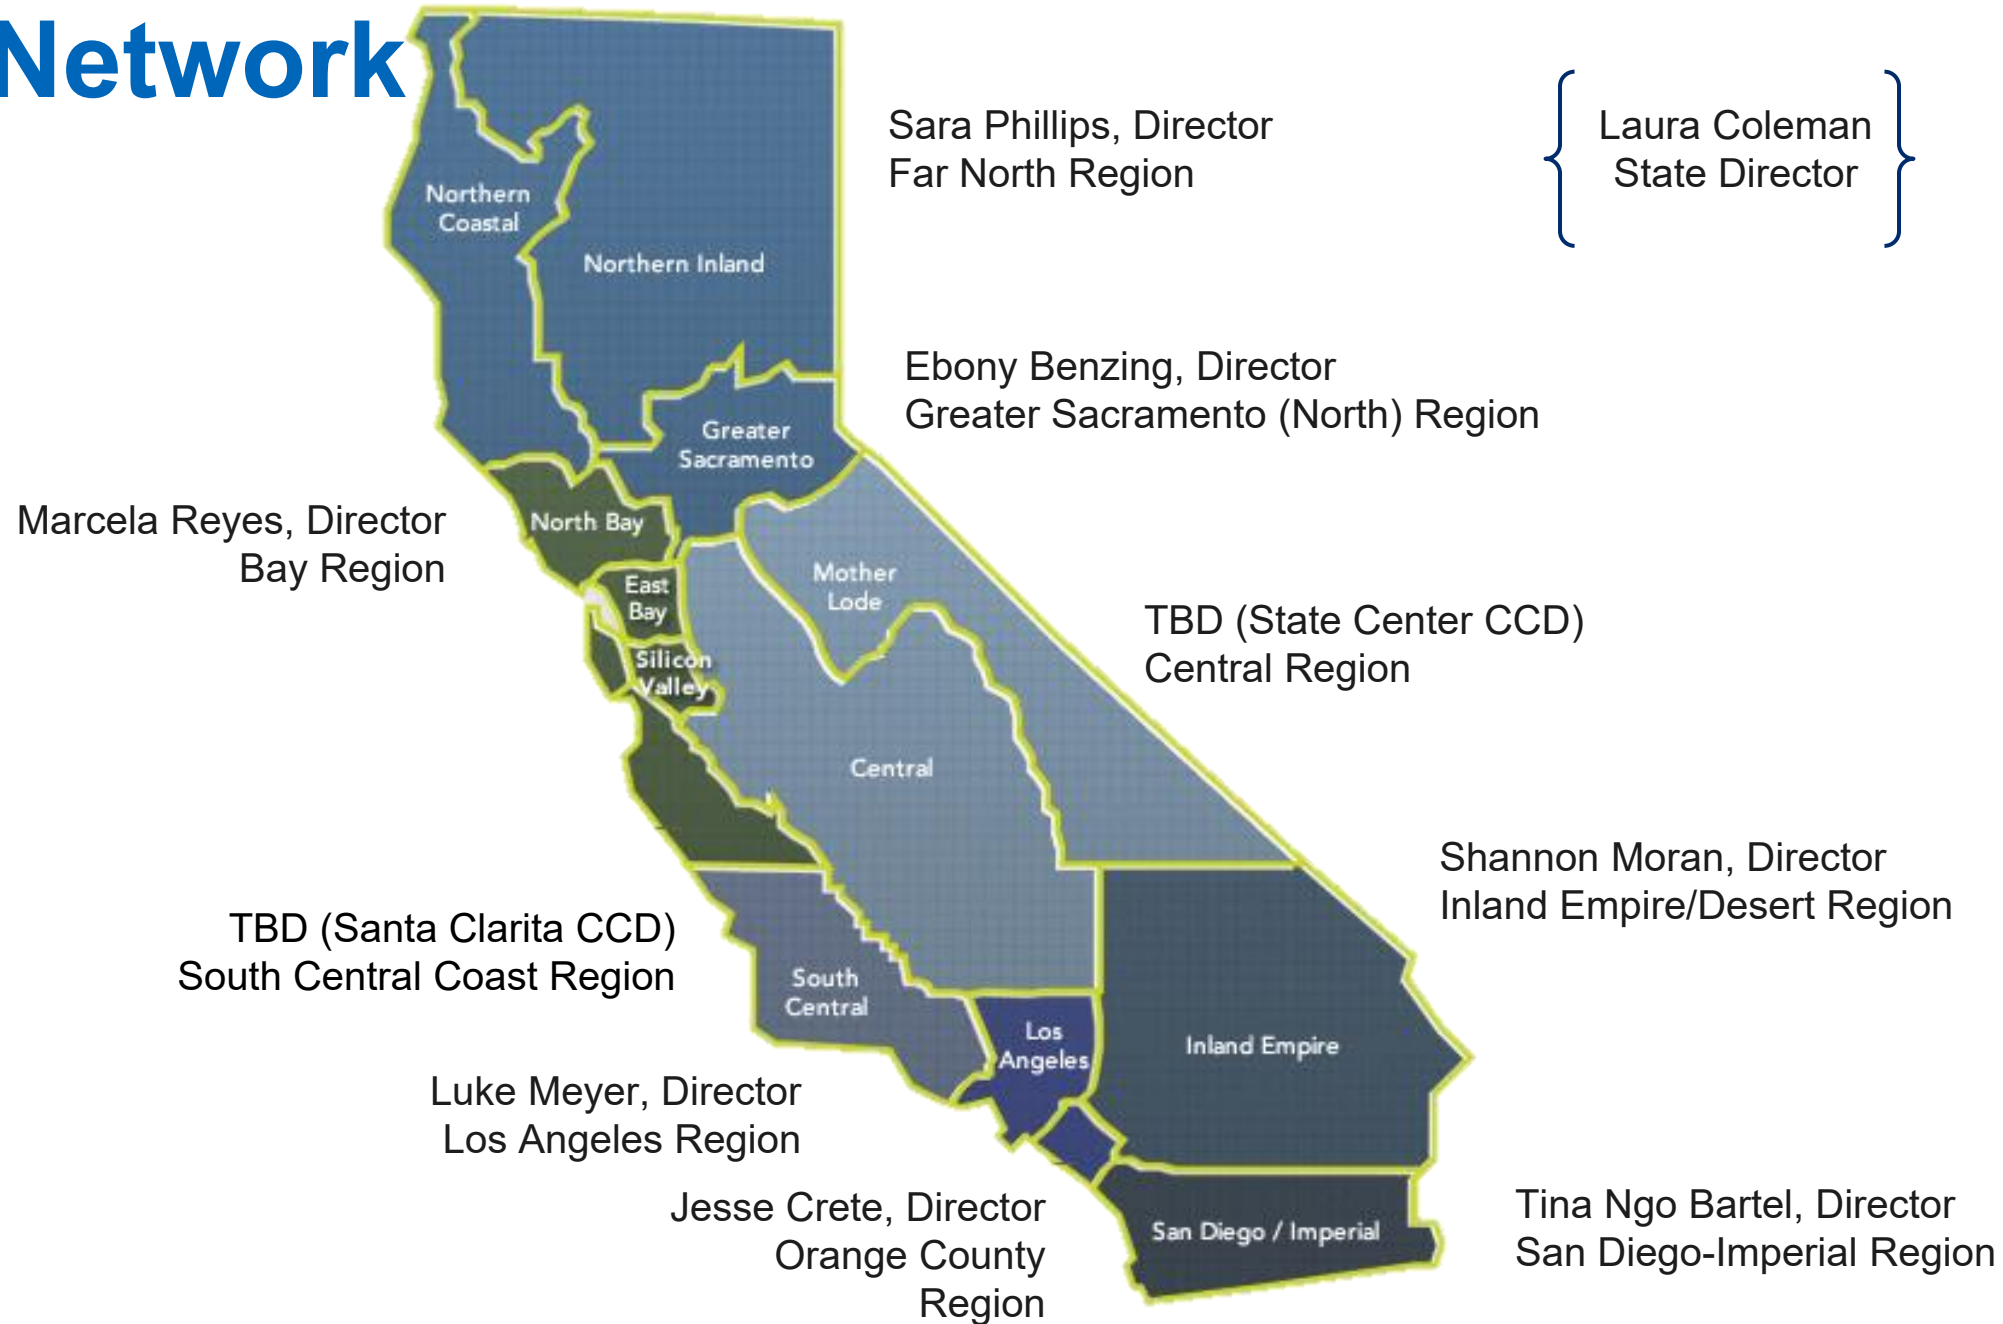 Network
Sara Phillips, Director
Far North Region
Laura Coleman
State Director
Northern
Coastal
Northern Inland
Ebony Benzing, Director
Greater Sacramento (North) Region
Greater
Sacramento
Marcela Reyes, Director
Bay Region
North Bay
East
Bay
Mother
Lode
Silicon
Valley
TBD (State Center CCD)
Central Region
Central
Shannon Moran, Director
Inland Empire/Desert Region
TBD (Santa Clarita CCD)
South Central Coast Region
South
Central
Los
Angeles
Inland Empire
Luke Meyer, Director
Los Angeles Region
Jesse Crete, Director
Orange County
Region
San Diego / Imperial
Tina Ngo Bartel, Director
San Diego-Imperial Region